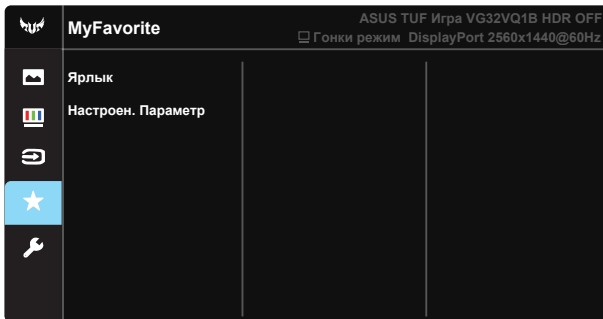 MyFavorite
ASUS TUF Игра VG32VQ1B HDR OFF
Гонки режим DisplayPort 2560x1440@60Hz
Ярлык
Настроен. Параметр